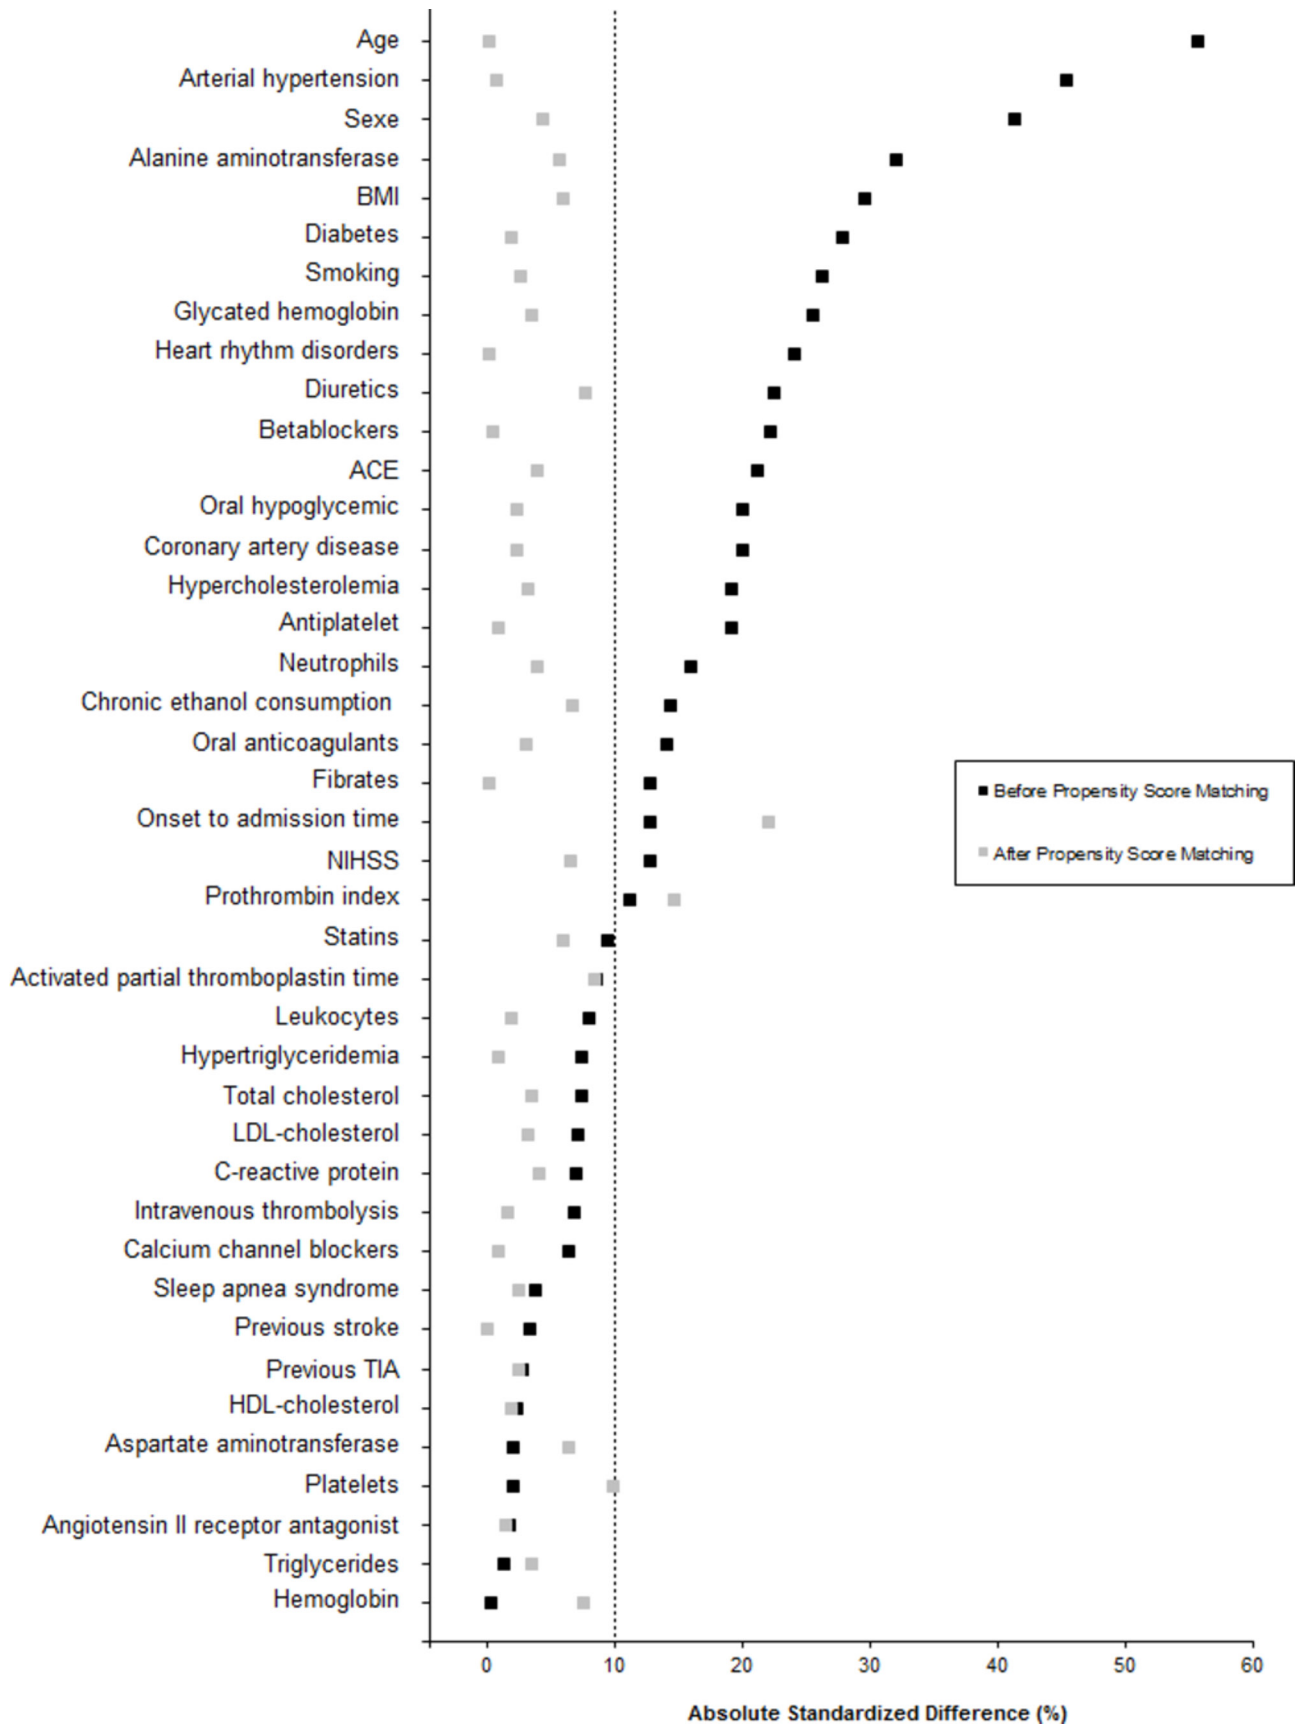 Age
Arterial hypertension
Sexe
Alanine aminotransferase
BMI
Diabetes
Smoking
Glycated hemoglobin
Heart rhythm disorders
Diuretics
Betablockers
ACE
Oral hypoglycemic
Coronary artery disease
Hypercholesterolemia
Antiplatelet
Neutrophils
Chronic ethanol consumption
Oral anticoagulants
Fibrates
Onset to admission time
NIHSS
Prothrombin index
Statins
Activated partial thromboplastin time
Leukocytes
Hypertriglyceridemia
Total cholesterol
LDL-cholesterol
C-reactive protein
Intravenous thrombolysis
Calcium channel blockers
Sleep apnea syndrome
Previous stroke
Previous TIA
HDL-cholesterol
Aspartate aminotransferase
Platelets
Angiotensin II receptor antagonist
Triglycerides
Hemoglobin
Before Propensity Score Matching
After Propensity Score Matching
0 10 20 30 40 50 60
Absolute Standardized Difference (%)